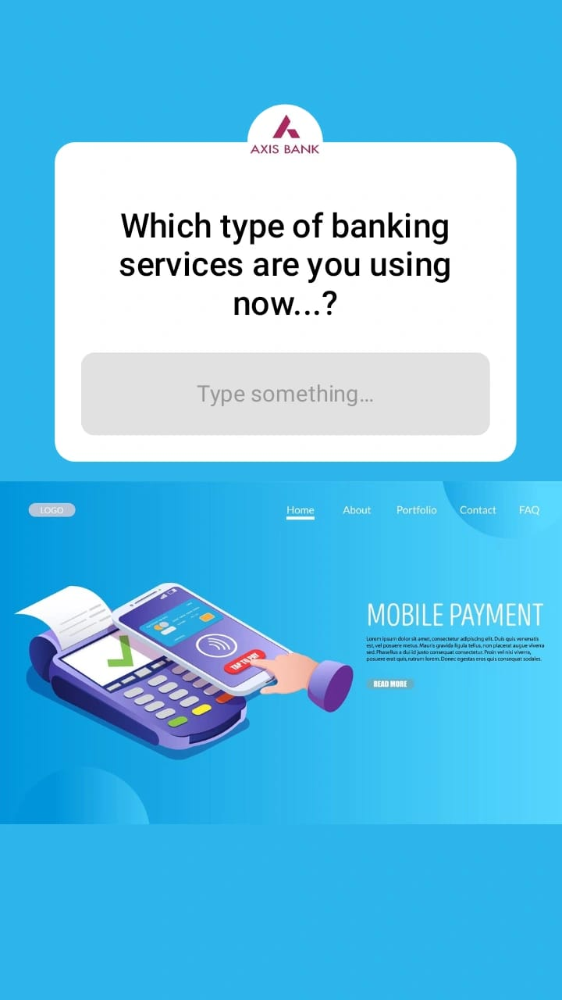 AXIS BANK
Which type of banking
services are you using
now...?
Type something...
LOGO
Home
About
Portfolio
Contact
FAQ
TAP TO PAY
MOBILE PAYMENT
Lorem ipsum dolor sit amet, consectetur adipiscing elit. Duis quis venenatis
est, vel posuere metus. Mauris gravida ligula tellus, non placerat augue viverra
sed. Phasellus a dui id justo consequat consectetur. Proin vel nisi viverra,
posuere erat quis, rutrum lorem. Donec egestas eros quis consequat sodales.
READ MORE